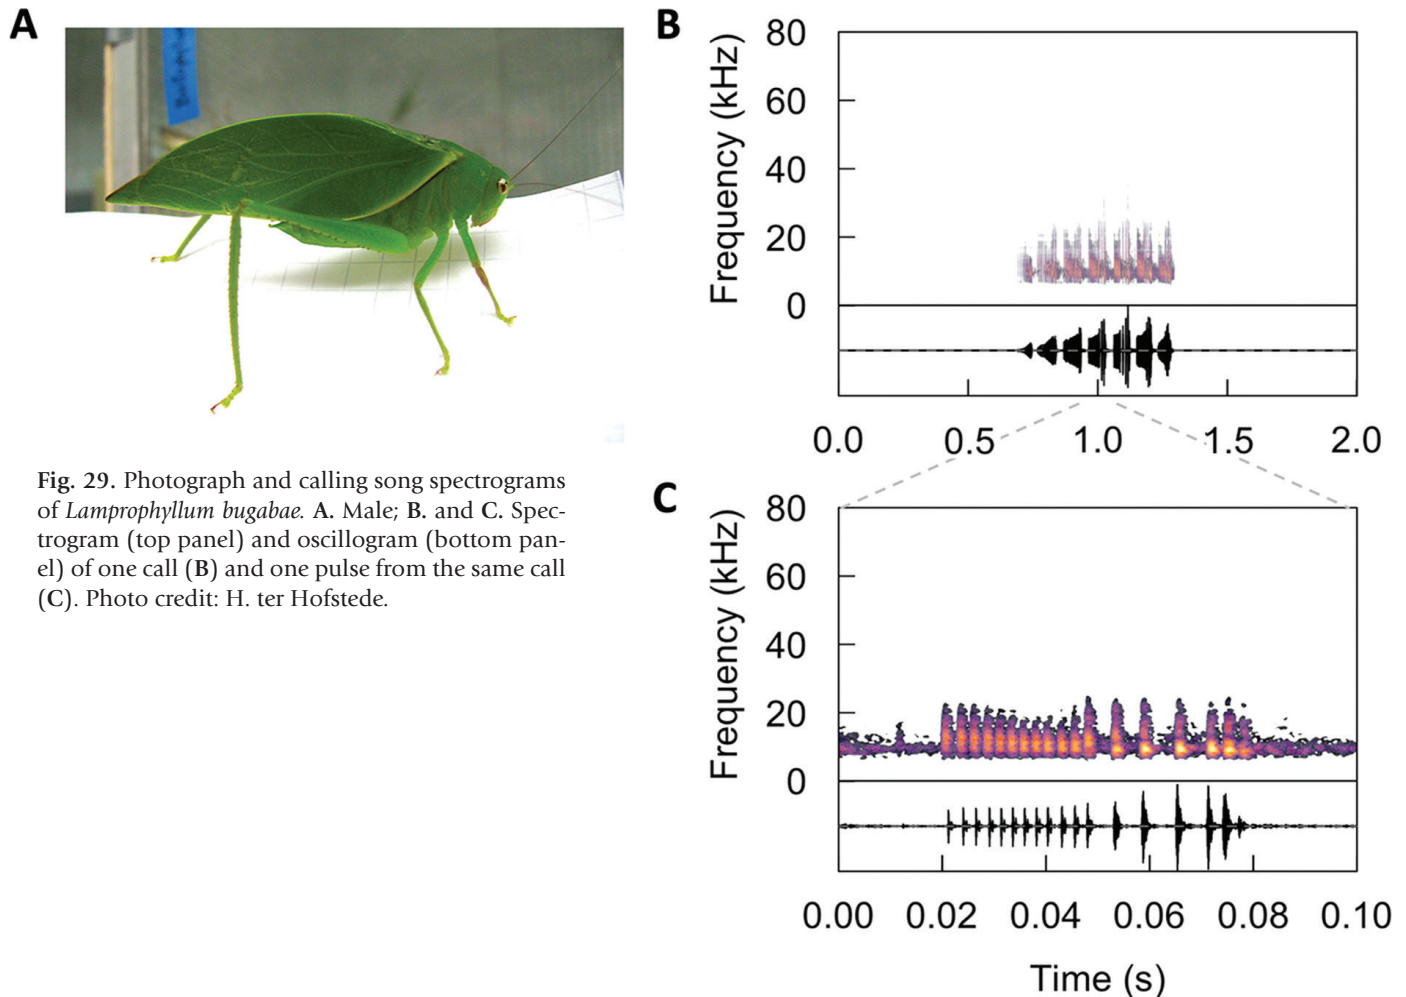 A
B
80
60
40
20
0
Frequency (kHz)
0.0 0.5 1.0 1.5 2.0
Fig. 29. Photograph and calling song spectrograms
of Lamprophyllum bugabae. A. Male; B. and C. Spec-
trogram (top panel) and oscillogram (bottom pan-
el) of one call (B) and one pulse from the same call
(C). Photo credit: H. ter Hofstede.
C
80
60
40
20
0
Frequency (kHz)
0.00 0.02 0.04 0.06 0.08 0.10
Time (s)